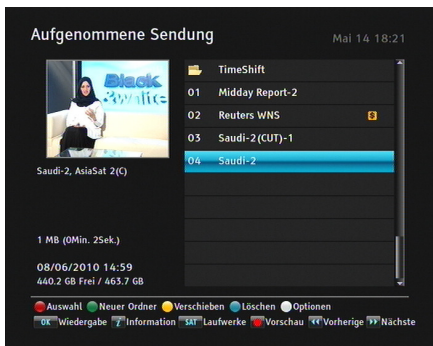 Aufgenommene Sendung
Mai 14 18:21
Black
&white
TimeShift
01 Midday Report-2
02 Reuters WNS $
03 Saudi-2(CUT)-1
04 Saudi-2
Saudi-2, AsiaSat 2(C)
1 MB (0Min. 2Sek.)
08/06/2010 14:59
440.2 GB Frei / 463.7 GB
Auswahl Neuer Ordner Verschieben Löschen Optionen
OK Wiedergabe i Information SAT Laufwerke Vorschau Vorherige Nächste